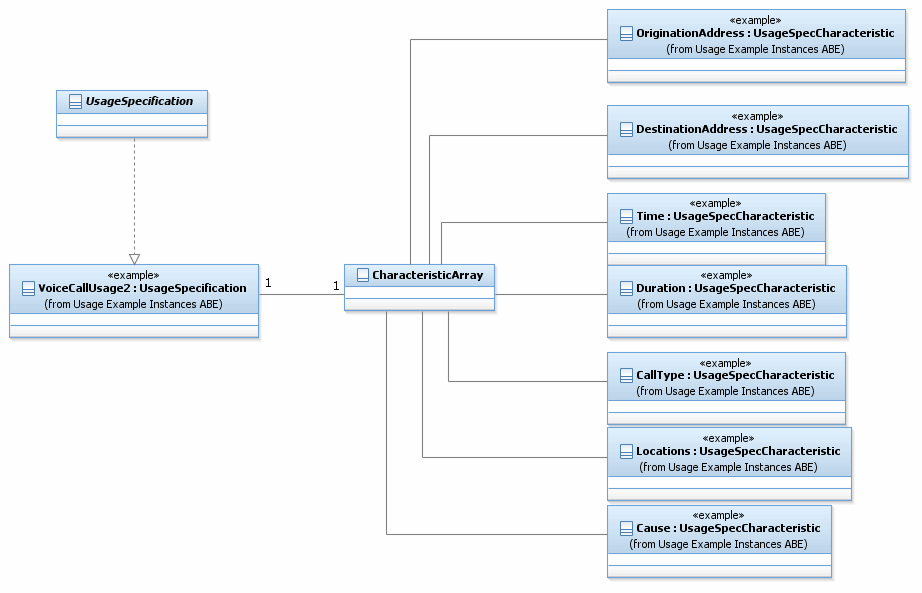 UsageSpecification
«example»
VoiceCallUsage2 : UsageSpecification
(from Usage Example Instances ABE)
1
1
CharacteristicArray
«example»
OriginationAddress : UsageSpecCharacteristic
(from Usage Example Instances ABE)
«example»
DestinationAddress : UsageSpecCharacteristic
(from Usage Example Instances ABE)
«example»
Time : UsageSpecCharacteristic
(from Usage Example Instances ABE)
«example»
Duration : UsageSpecCharacteristic
(from Usage Example Instances ABE)
«example»
CallType : UsageSpecCharacteristic
(from Usage Example Instances ABE)
«example»
Locations : UsageSpecCharacteristic
(from Usage Example Instances ABE)
«example»
Cause : UsageSpecCharacteristic
(from Usage Example Instances ABE)